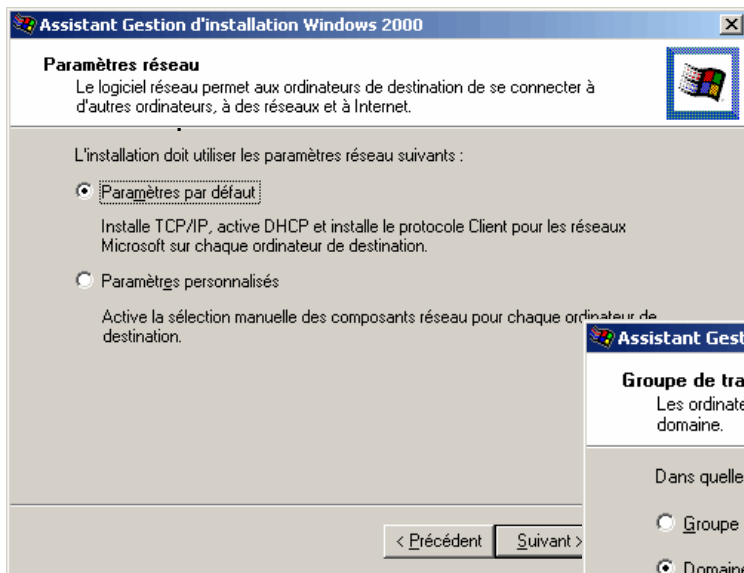 Assistant Gestion d'installation Windows 2000
Paramètres réseau
Le logiciel réseau permet aux ordinateurs de destination de se connecter à
d'autres ordinateurs, à des réseaux et à Internet.
L'installation doit utiliser les paramètres réseau suivants :
Paramètres par défaut
Installe TCP/IP, active DHCP et installe le protocole Client pour les réseaux
Microsoft sur chaque ordinateur de destination.
Paramètres personnalisés
Active la sélection manuelle des composants réseau pour chaque ordinateur de
destination.
< Précédent
Suivant >
Assistant Gest
Groupe de tra
Les ordinate
domaine.
Dans quelle
Groupe
Domaine